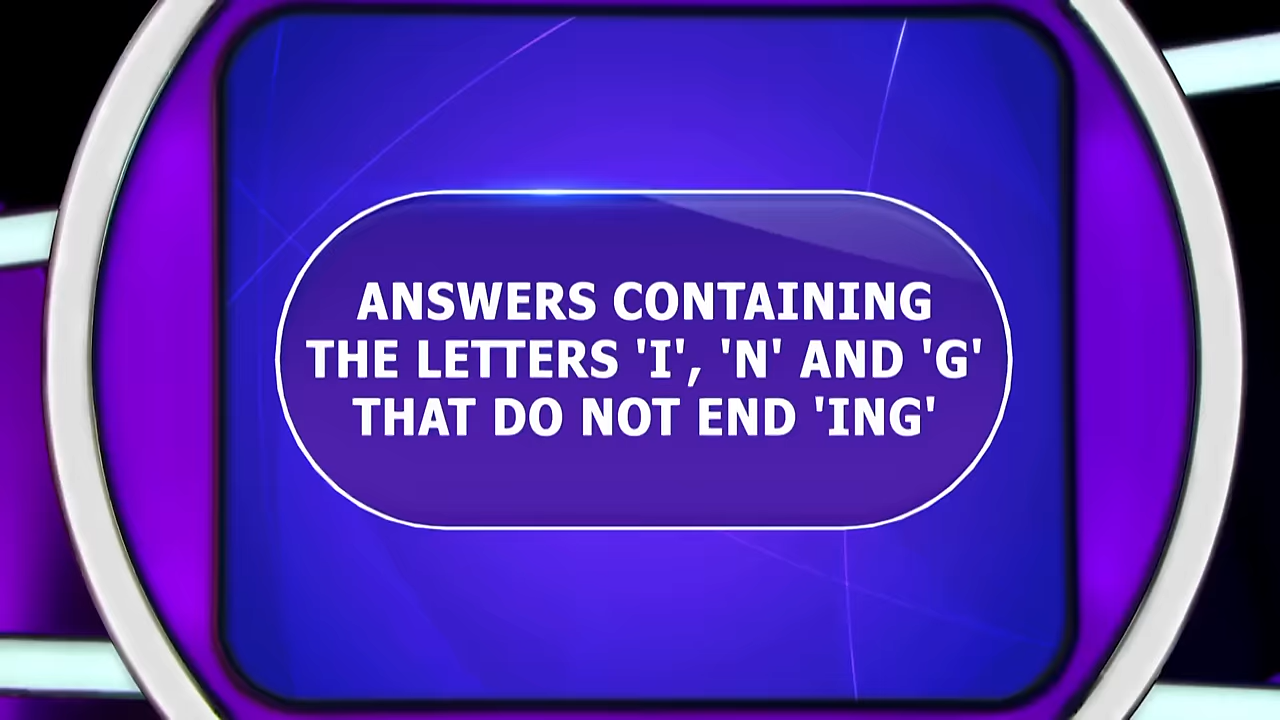 ANSWERS CONTAINING
THE LETTERS 'I', 'N' AND 'G'
THAT DO NOT END 'ING'